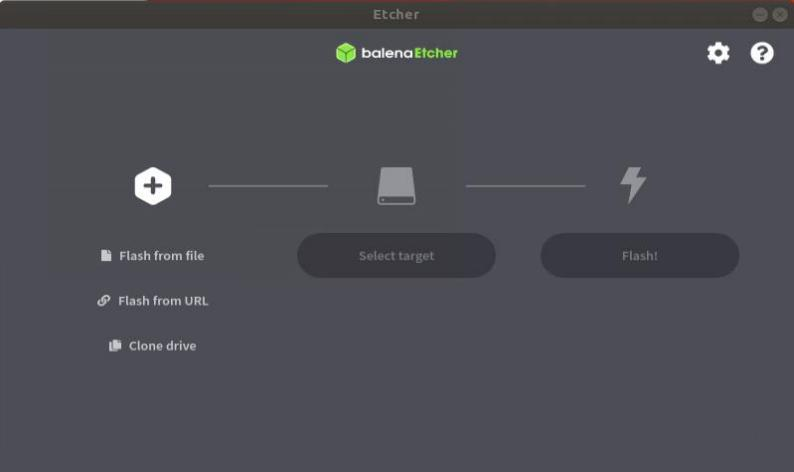 Etcher
balenaEtcher
Flash from file
Select target
Flash!
Flash from URL
Clone drive